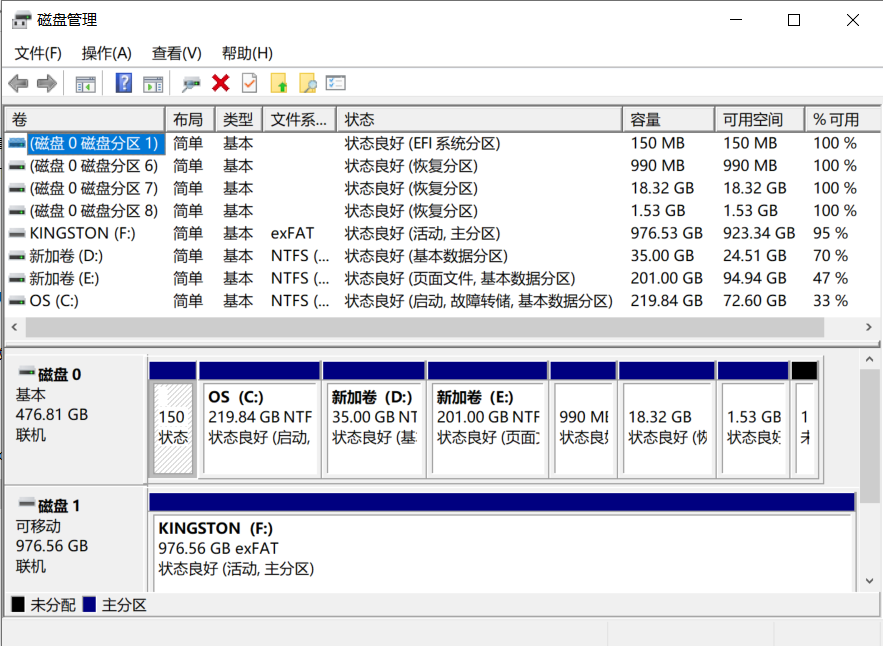 磁盘管理
文件(F) 操作(A) 查看(V) 帮助(H)
卷 布局 类型 文件系... 状态 容量 可用空间 % 可用
(磁盘 0 磁盘分区 1) 简单 基本 状态良好 (EFI 系统分区) 150 MB 150 MB 100 %
(磁盘 0 磁盘分区 6) 简单 基本 状态良好 (恢复分区) 990 MB 990 MB 100 %
(磁盘 0 磁盘分区 7) 简单 基本 状态良好 (恢复分区) 18.32 GB 18.32 GB 100 %
(磁盘 0 磁盘分区 8) 简单 基本 状态良好 (恢复分区) 1.53 GB 1.53 GB 100 %
KINGSTON (F:) 简单 基本 exFAT 状态良好 (活动, 主分区) 976.53 GB 923.34 GB 95 %
新加卷 (D:) 简单 基本 NTFS (... 状态良好 (基本数据分区) 35.00 GB 24.51 GB 70 %
新加卷 (E:) 简单 基本 NTFS (... 状态良好 (页面文件, 基本数据分区) 201.00 GB 94.94 GB 47 %
OS (C:) 简单 基本 NTFS (... 状态良好 (启动, 故障转储, 基本数据分区) 219.84 GB 72.60 GB 33 %
磁盘 0
基本
476.81 GB
联机
150
状态
OS (C:)
219.84 GB NTF
状态良好 (启动,
新加卷 (D:)
35.00 GB NT
状态良好 (基
新加卷 (E:)
201.00 GB NTF
状态良好 (页面
990 M
状态良
18.32 GB
状态良好 (恢
1.53 GB
状态良好
1
未
磁盘 1
可移动
976.56 GB
联机
KINGSTON (F:)
976.56 GB exFAT
状态良好 (活动, 主分区)
未分配 主分区